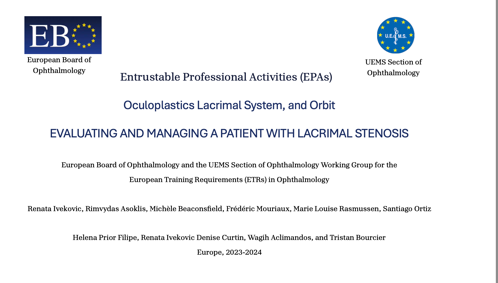 EBO
U.E.M.S.
European Board of
Ophthalmology
UEMS Section of
Ophthalmology
Entrustable Professional Activities (EPAs)
Oculoplastics Lacrimal System, and Orbit
EVALUATING AND MANAGING A PATIENT WITH LACRIMAL STENOSIS
European Board of Ophthalmology and the UEMS Section of Ophthalmology Working Group for the
European Training Requirements (ETRs) in Ophthalmology
Renata Ivekovic, Rimvydas Asoklis, Michèle Beaconsfield, Frédéric Mouriaux, Marie Louise Rasmussen, Santiago Ortiz
Helena Prior Filipe, Renata Ivekovic Denise Curtin, Wagih Aclimandos, and Tristan Bourcier
Europe, 2023-2024